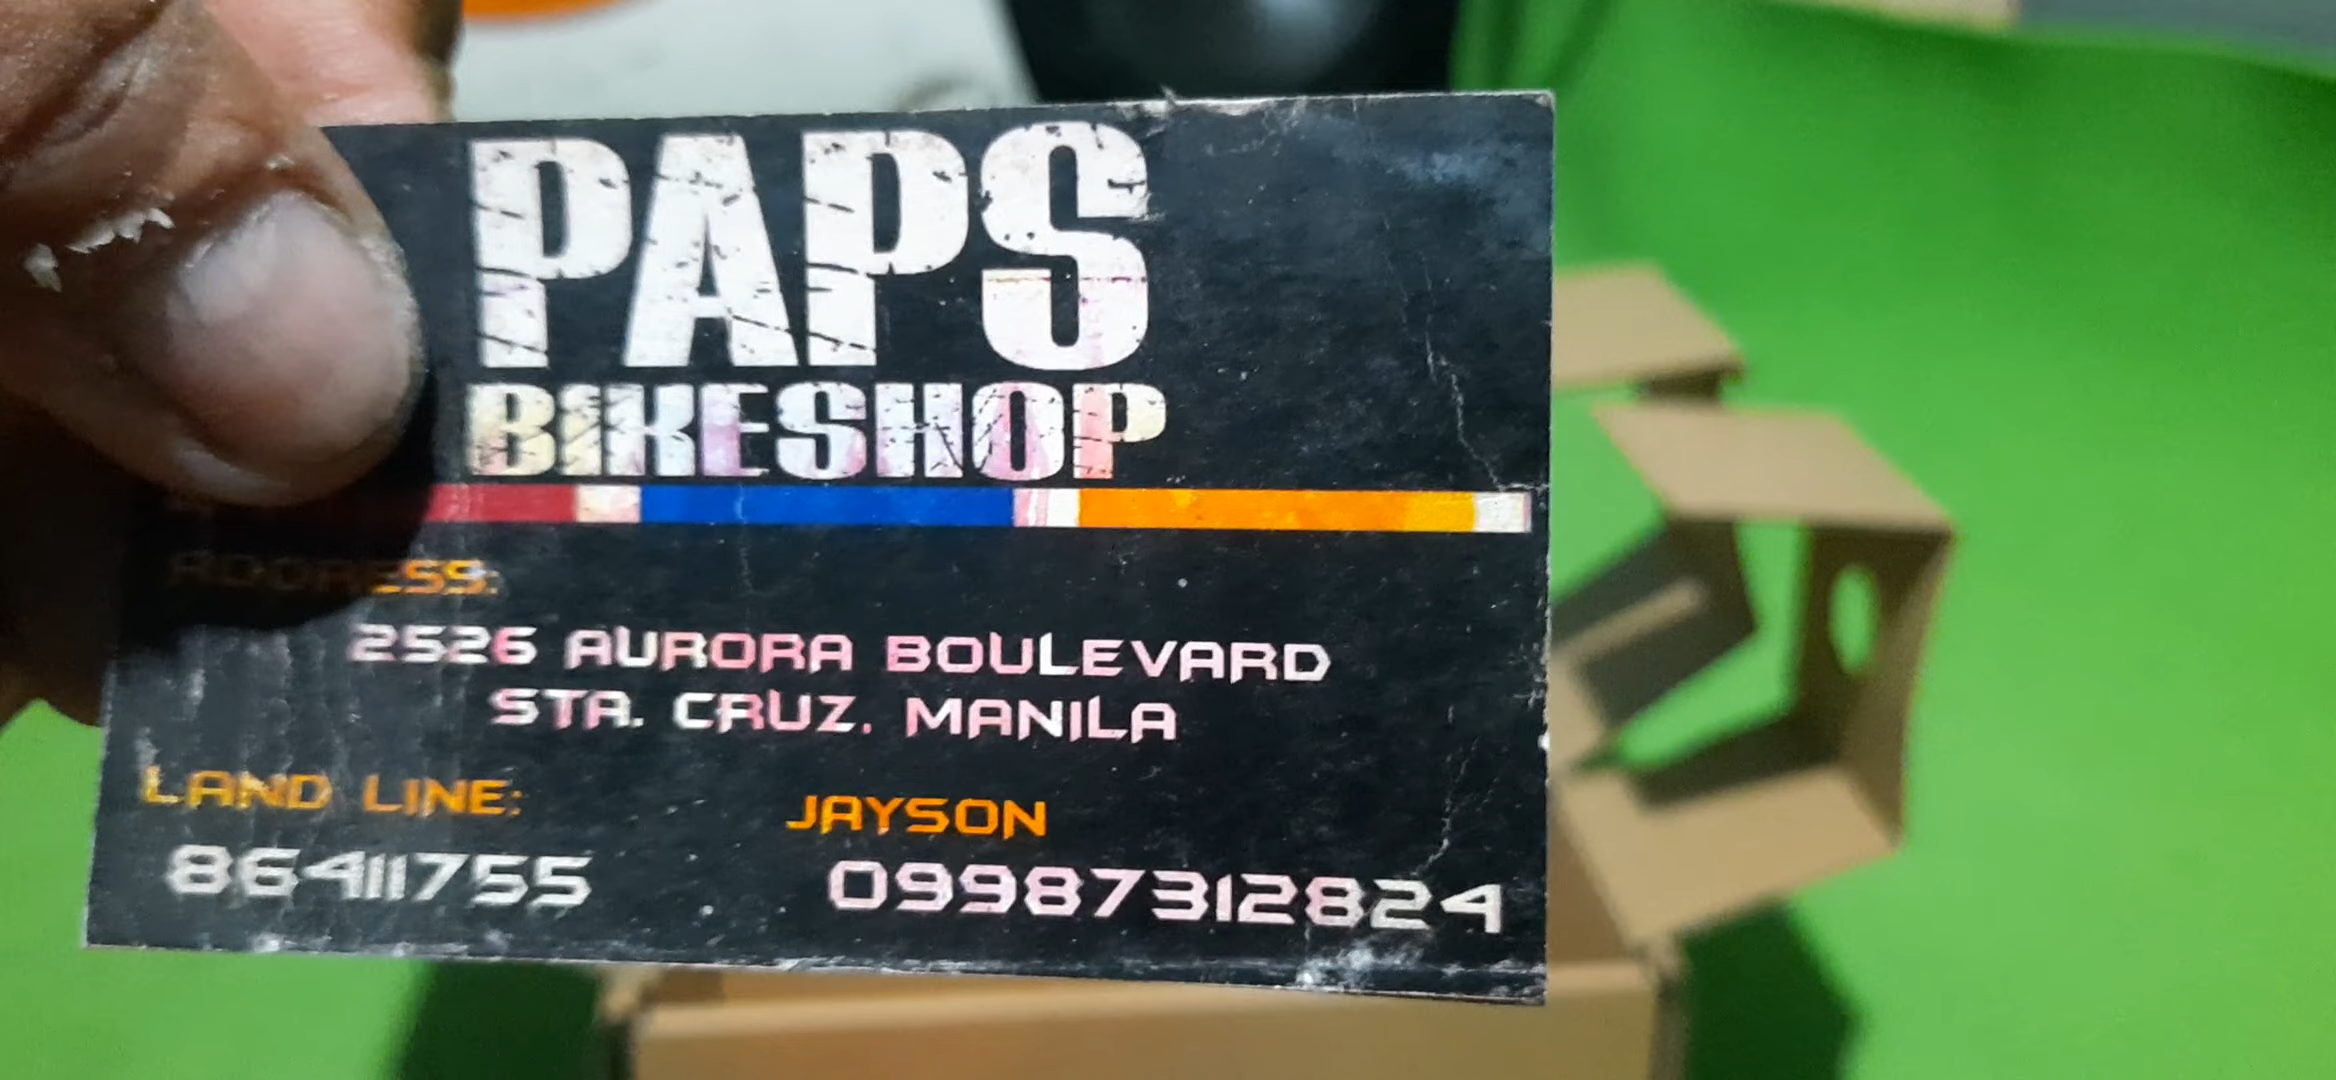 PAPS
BIKESHOP
ADDRESS:
2526 AURORA BOULEVARD
STA. CRUZ, MANILA
LAND LINE:
86411755
JAYSON
09987312824